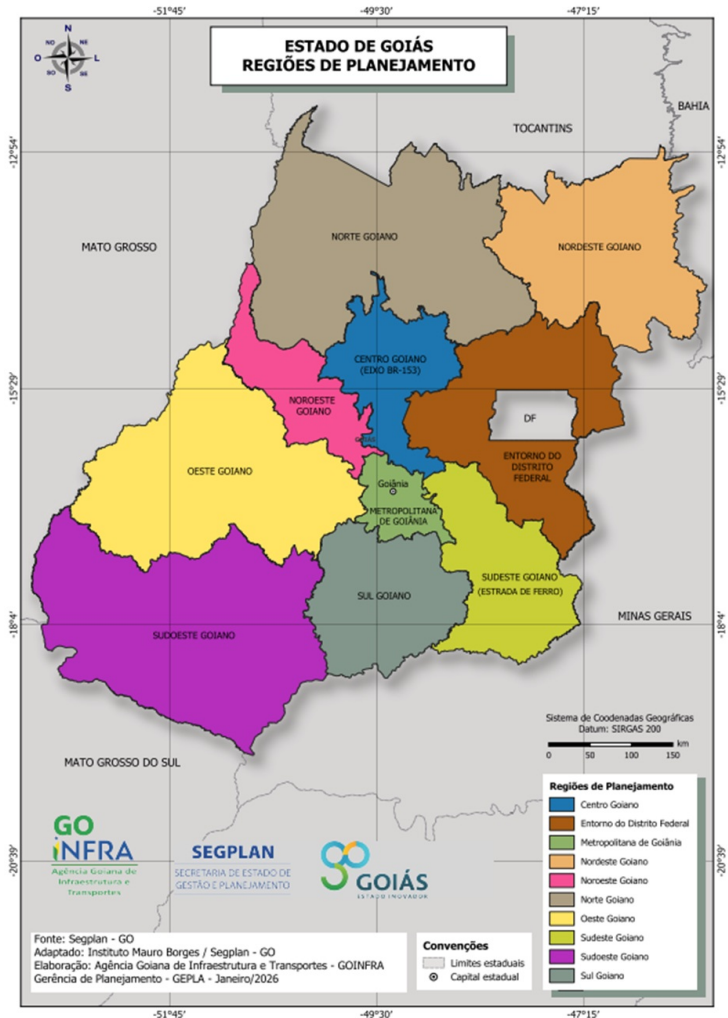 -51°45'
-49°30'
-47°15'
N
NO
NE
O
L
SO
SE
S
ESTADO DE GOIÁS
REGIÕES DE PLANEJAMENTO
BAHIA
TOCANTINS
-12°54'
-12°54'
MATO GROSSO
NORTE GOIANO
NORDESTE GOIANO
CENTRO GOIANO
(EIXO BR-153)
-15°29'
-15°29'
NOROESTE
GOIANO
DF
GOIÁS
OESTE GOIANO
ENTORNO DO
DISTRITO
FEDERAL
Goiânia
METROPOLITANA
DE GOIÂNIA
SUDESTE GOIANO
(ESTRADA DE FERRO)
SUL GOIANO
MINAS GERAIS
-18°4'
-18°4'
SUDOESTE GOIANO
Sistema de Coodenadas Geográficas
Datum: SIRGAS 200
km
0 50 100 150
MATO GROSSO DO SUL
Regiões de Planejamento
Centro Goiano
Entorno do Distrito Federal
Metropolitana de Goiânia
Nordeste Goiano
Noroeste Goiano
Norte Goiano
Oeste Goiano
Sudeste Goiano
Sudoeste Goiano
Sul Goiano
-20°39'
-20°39'
GO
iNFRA
Agência Goiana de
Infraestrutura e
Transportes
SEGPLAN
SECRETARIA DE ESTADO DE
GESTÃO E PLANEJAMENTO
GOIÁS
ESTADO INOVADOR
Fonte: Segplan - GO
Adaptado: Instituto Mauro Borges / Segplan - GO
Elaboração: Agência Goiana de Infraestrutura e Transportes - GOINFRA
Gerência de Planejamento - GEPLA - Janeiro/2026
Convenções
Limites estaduais
Capital estadual
-51°45'
-49°30'
-47°15'